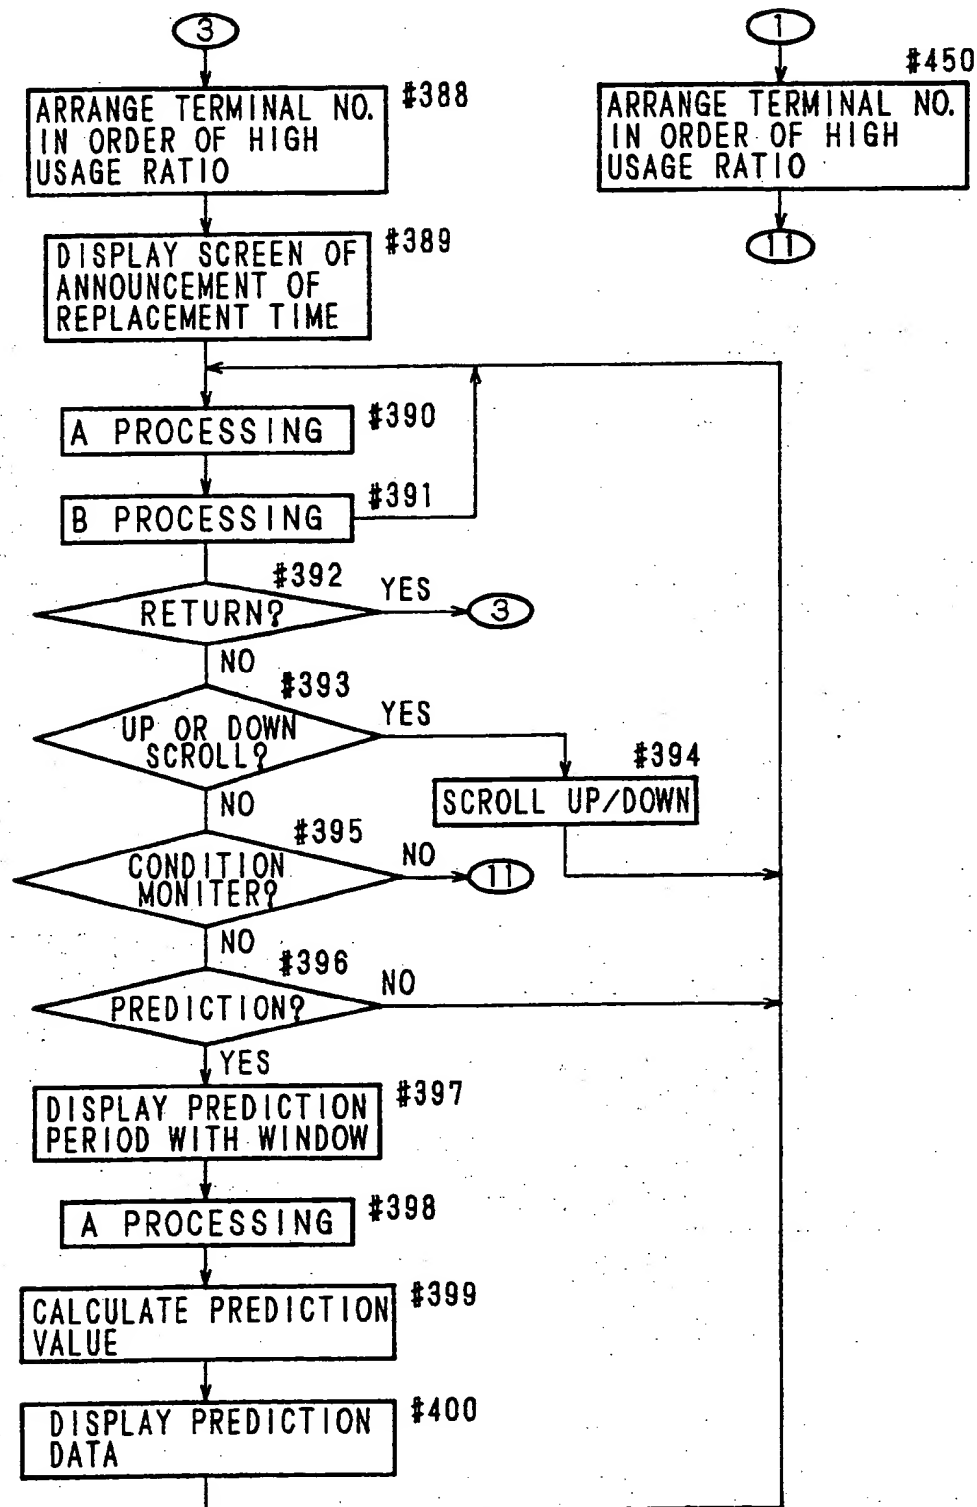 3
#388
ARRANGE TERMINAL NO.
IN ORDER OF HIGH
USAGE RATIO
#389
DISPLAY SCREEN OF
ANNOUNCEMENT OF
REPLACEMENT TIME
#390
A PROCESSING
#391
B PROCESSING
#392
RETURN?
YES
3
NO
#393
UP OR DOWN
SCROLL?
YES
#394
SCROLL UP/DOWN
NO
#395
CONDITION
MONITER?
NO
11
NO
#396
PREDICTION?
NO
YES
#397
DISPLAY PREDICTION
PERIOD WITH WINDOW
#398
A PROCESSING
#399
CALCULATE PREDICTION
VALUE
#400
DISPLAY PREDICTION
DATA
1
#450
ARRANGE TERMINAL NO.
IN ORDER OF HIGH
USAGE RATIO
11